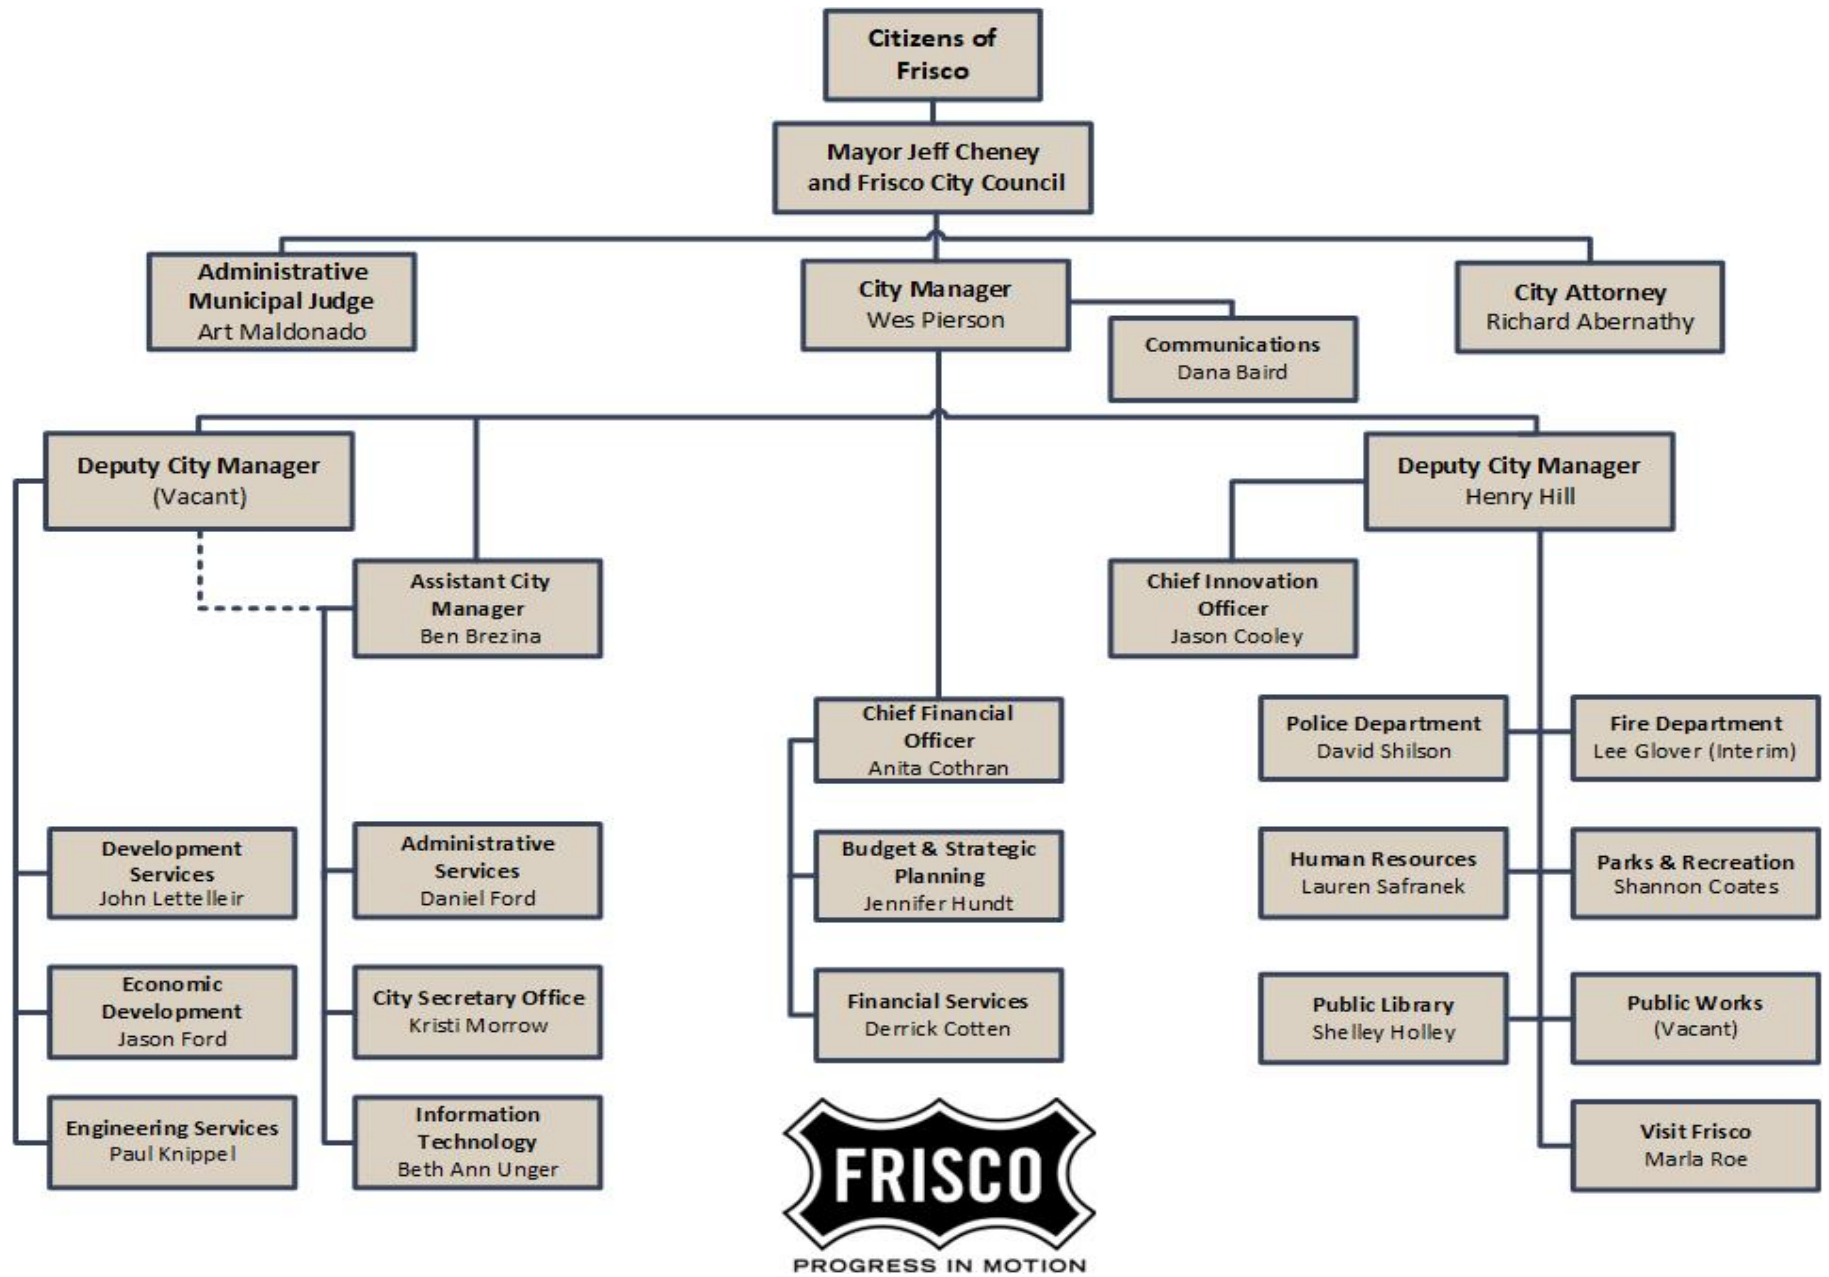 Citizens of
Frisco
Mayor Jeff Cheney
and Frisco City Council
Administrative
Municipal Judge
Art Maldonado
City Manager
Wes Pierson
Communications
Dana Baird
City Attorney
Richard Abernathy
Deputy City Manager
(Vacant)
Deputy City Manager
Henry Hill
Assistant City
Manager
Ben Brezina
Chief Innovation
Officer
Jason Cooley
Chief Financial
Officer
Anita Cothran
Police Department
David Shilson
Fire Department
Lee Glover (Interim)
Development
Services
John Lettelleir
Administrative
Services
Daniel Ford
Budget & Strategic
Planning
Jennifer Hundt
Human Resources
Lauren Safranek
Parks & Recreation
Shannon Coates
Economic
Development
Jason Ford
City Secretary Office
Kristi Morrow
Financial Services
Derrick Cotten
Public Library
Shelley Holley
Public Works
(Vacant)
Engineering Services
Paul Knippel
Information
Technology
Beth Ann Unger
Visit Frisco
Marla Roe
FRISCO
PROGRESS IN MOTION